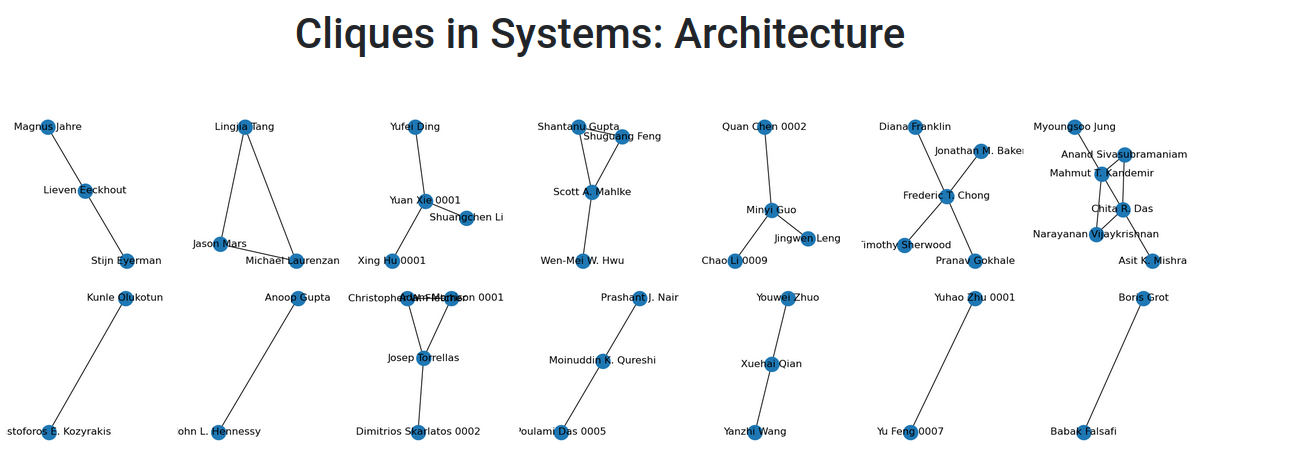 Cliques in Systems: Architecture
Magnus Jahre
Lieven Eeckhout
Stijn Eyerman
Lingjia Tang
Jason Mars
Michael Laurenzan
Yufei Ding
Yuan Xie 0001
Shuangchen Li
Xing Hu 0001
Shantanu Gupta
Shuguang Feng
Scott A. Mahlke
Wen-Mei W. Hwu
Quan Chen 0002
Minyi Guo
Jingwen Leng
Chao Li 0009
Diana Franklin
Jonathan M. Baker
Frederic T. Chong
Timothy Sherwood
Pranav Gokhale
Myoungsoo Jung
Anand Sivasubramaniam
Mahmut T. Kandemir
Chita R. Das
Narayanan Vijaykrishnan
Asit K. Mishra
Kunle Olukotun
stoforos E. Kozyrakis
Anoop Gupta
ohn L. Hennessy
Josep Torrellas
Dimitrios Skarlatos 0002
Prashant J. Nair
Moinuddin K. Qureshi
Poulami Das 0005
Youwei Zhuo
Xuehai Qian
Yanzhi Wang
Yuhao Zhu 0001
Yu Feng 0007
Boris Grot
Babak Falsafi